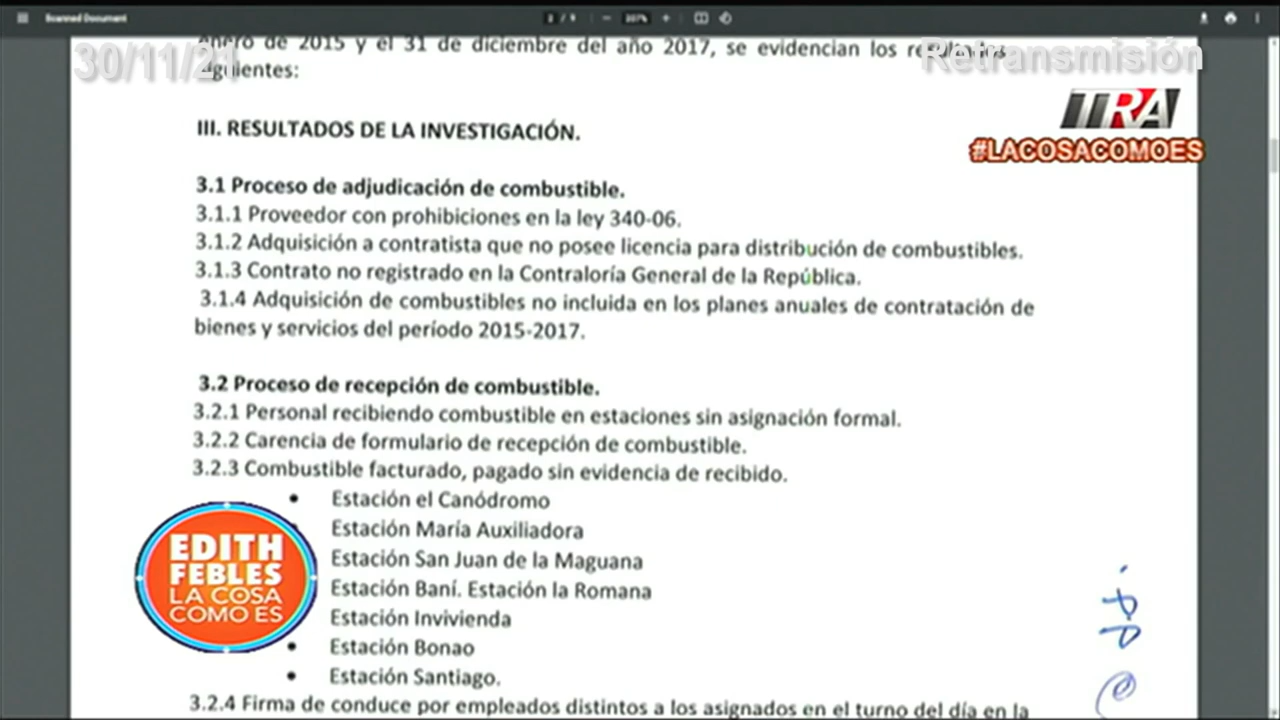 Scanned Document
2 / 9
207%
enero de 2015 y el 31 de diciembre del año 2017, se evidencian los
siguientes:
30/11/21
Retransmisión
TRA
#LACOSACOMOES
III. RESULTADOS DE LA INVESTIGACIÓN.
3.1 Proceso de adjudicación de combustible.
3.1.1 Proveedor con prohibiciones en la ley 340-06.
3.1.2 Adquisición a contratista que no posee licencia para distribución de combustibles.
3.1.3 Contrato no registrado en la Contraloría General de la República.
3.1.4 Adquisición de combustibles no incluida en los planes anuales de contratación de
bienes y servicios del período 2015-2017.
3.2 Proceso de recepción de combustible.
3.2.1 Personal recibiendo combustible en estaciones sin asignación formal.
3.2.2 Carencia de formulario de recepción de combustible.
3.2.3 Combustible facturado, pagado sin evidencia de recibido.
• Estación el Canódromo
Estación María Auxiliadora
Estación San Juan de la Maguana
Estación Baní. Estación la Romana
Estación Invivienda
• Estación Bonao
• Estación Santiago.
3.2.4 Firma de conduce por empleados distintos a los asignados en el turno del día en la
EDITH
FEBLES
LA COSA
COMO ES